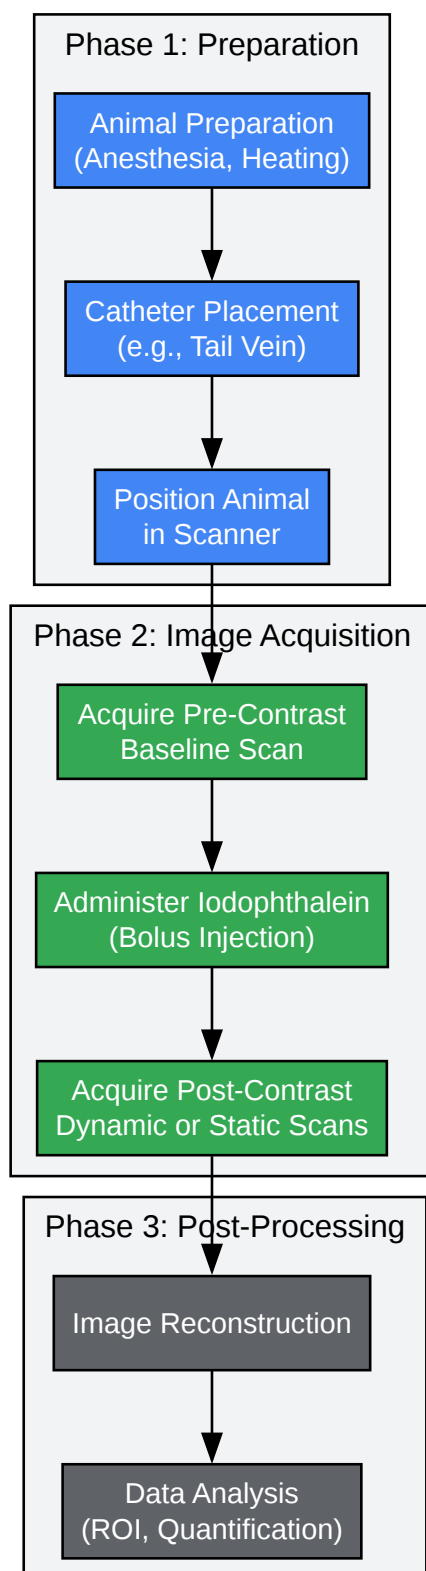 Phase 1: Preparation
Animal Preparation
(Anesthesia, Heating)
Catheter Placement
(e.g., Tail Vein)
Position Animal
in Scanner
Phase 2: Image Acquisition
Acquire Pre-Contrast
Baseline Scan
Administer Iodophthalein
(Bolus Injection)
Acquire Post-Contrast
Dynamic or Static Scans
Phase 3: Post-Processing
Image Reconstruction
Data Analysis
(ROI, Quantification)